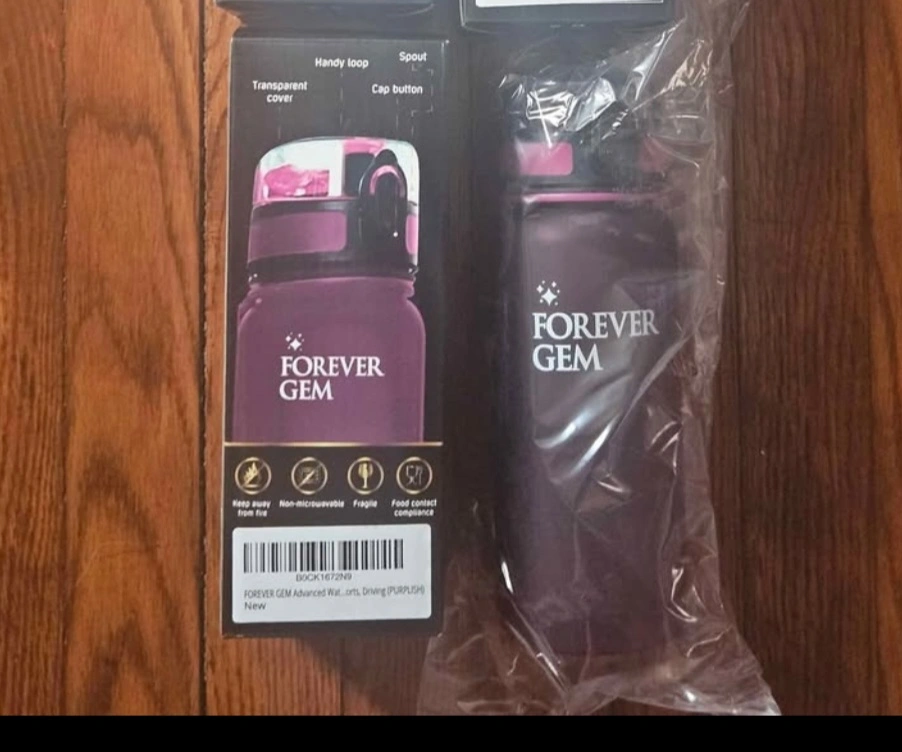 Handy loop
Spout
Transparent
cover
Cap button
FOREVER
GEM
Keep away
from fire
Non-microwavable
Fragile
Food contact
compliance
B0CK1672N9
FOREVER GEM Advanced Wat...orts, Driving (PURPLISH)
New
FOREVER
GEM